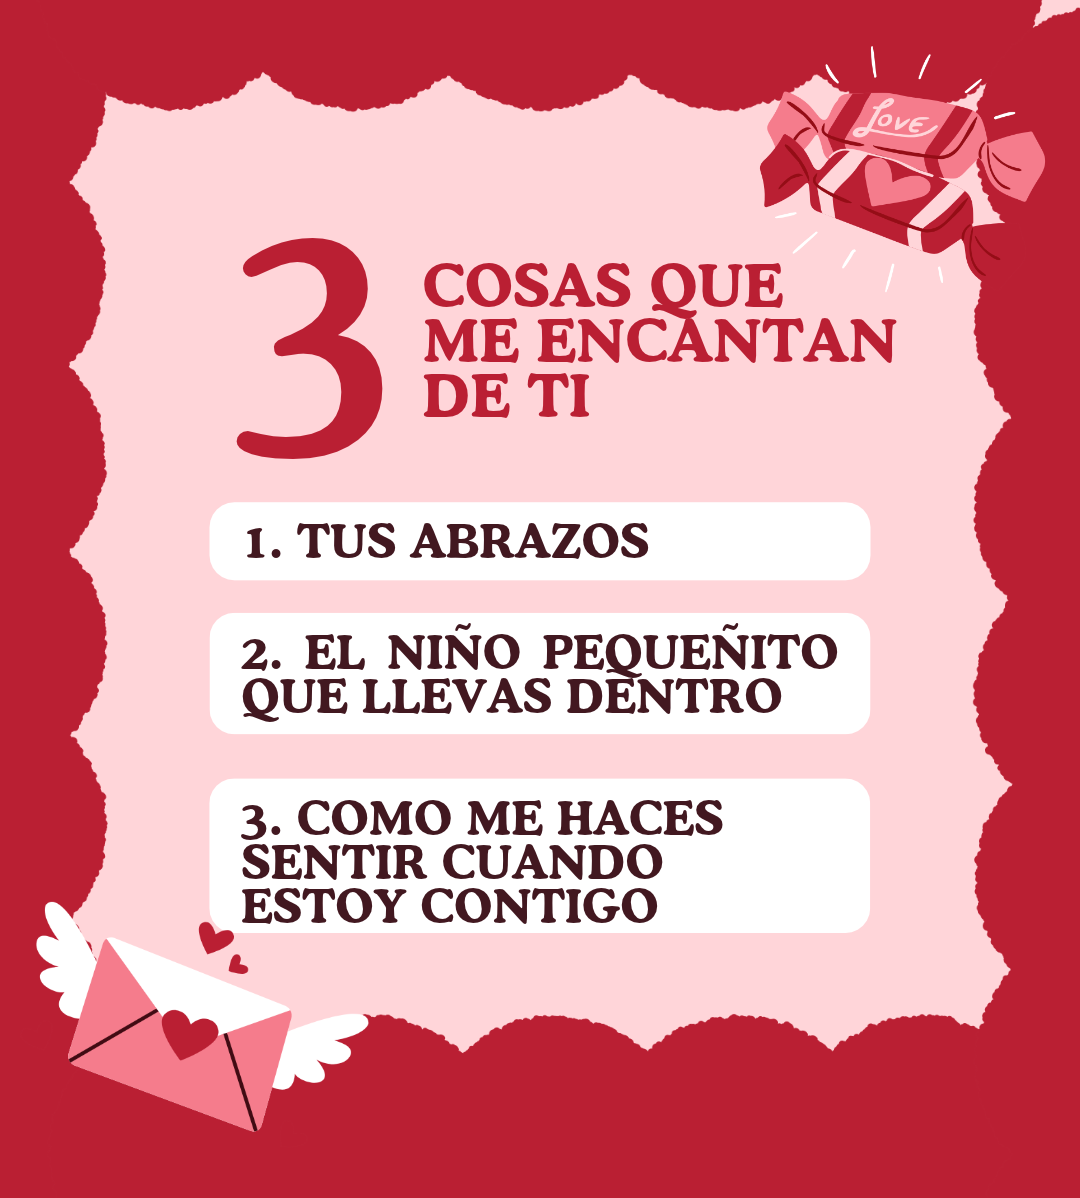 Love
3
COSAS QUE
ME ENCANTAN
DE TI
1. TUS ABRAZOS
2. EL NIÑO PEQUEÑITO
QUE LLEVAS DENTRO
3. COMO ME HACES
SENTIR CUANDO
ESTOY CONTIGO